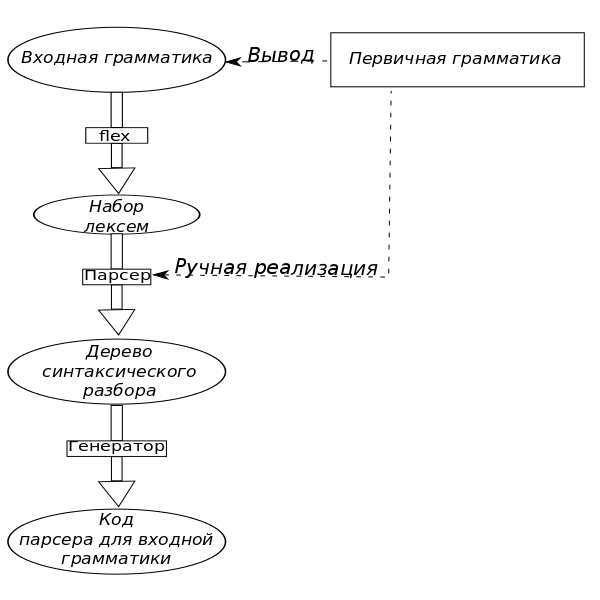 Входная грамматика
Вывод
Первичная грамматика
flex
Набор
лексем
Парсер
Ручная реализация
Дерево
синтаксического
разбора
Генератор
Код
парсера для входной
грамматики